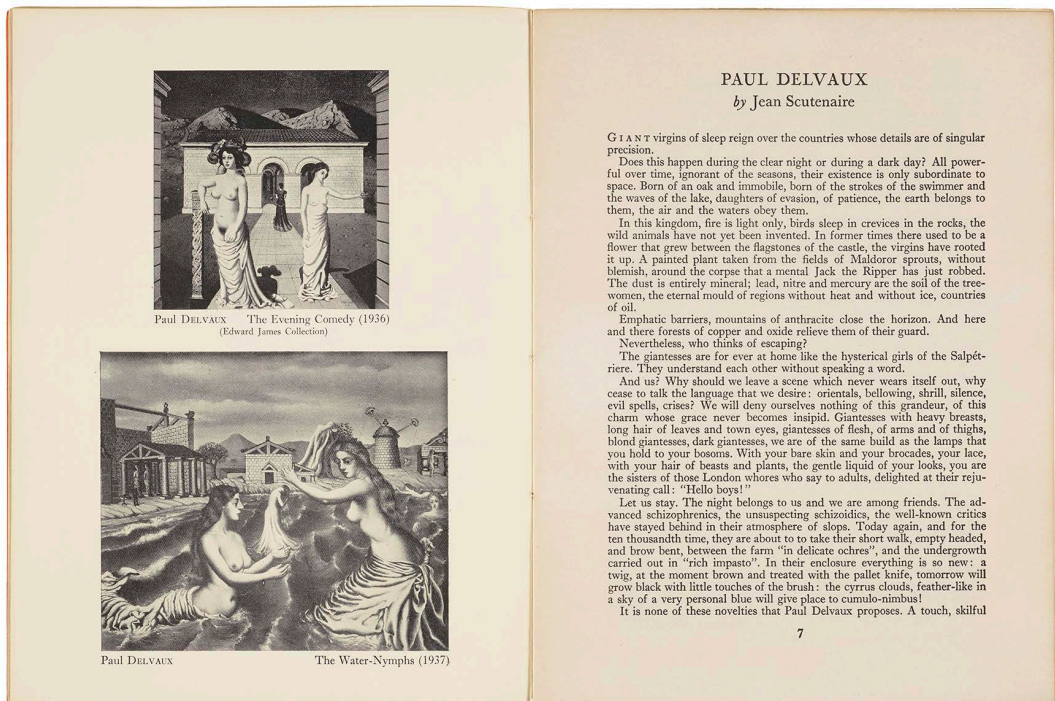 Paul DELVAUX The Evening Comedy (1936)
(Edward James Collection)
Paul DELVAUX The Water-Nymphs (1937)
PAUL DELVAUX
by Jean Scutenaire
GIANT virgins of sleep reign over the countries whose details are of singular
precision.
Does this happen during the clear night or during a dark day? All power-
ful over time, ignorant of the seasons, their existence is only subordinate to
space. Born of an oak and immobile, born of the strokes of the swimmer and
the waves of the lake, daughters of evasion, of patience, the earth belongs to
them, the air and the waters obey them.
In this kingdom, fire is light only, birds sleep in crevices in the rocks, the
wild animals have not yet been invented. In former times there used to be a
flower that grew between the flagstones of the castle, the virgins have rooted
it up. A painted plant taken from the fields of Maldoror sprouts, without
blemish, around the corpse that a mental Jack the Ripper has just robbed.
The dust is entirely mineral; lead, nitre and mercury are the soil of the tree-
women, the eternal mould of regions without heat and without ice, countries
of oil.
Emphatic barriers, mountains of anthracite close the horizon. And here
and there forests of copper and oxide relieve them of their guard.
Nevertheless, who thinks of escaping?
The giantesses are for ever at home like the hysterical girls of the Salpét-
riere. They understand each other without speaking a word.
And us? Why should we leave a scene which never wears itself out, why
cease to talk the language that we desire: orientals, bellowing, shrill, silence,
evil spells, crises? We will deny ourselves nothing of this grandeur, of this
charm whose grace never becomes insipid. Giantesses with heavy breasts,
long hair of leaves and town eyes, giantesses of flesh, of arms and of thighs,
blond giantesses, dark giantesses, we are of the same build as the lamps that
you hold to your bosoms. With your bare skin and your brocades, your lace,
with your hair of beasts and plants, the gentle liquid of your looks, you are
the sisters of those London whores who say to adults, delighted at their reju-
venating call: "Hello boys!"
Let us stay. The night belongs to us and we are among friends. The ad-
vanced schizophrenics, the unsuspecting schizoidics, the well-known critics
have stayed behind in their atmosphere of slops. Today again, and for the
ten thousandth time, they are about to to take their short walk, empty headed,
and brow bent, between the farm "in delicate ochres", and the undergrowth
carried out in "rich impasto". In their enclosure everything is so new: a
twig, at the moment brown and treated with the pallet knife, tomorrow will
grow black with little touches of the brush: the cyrrus clouds, feather-like in
a sky of a very personal blue will give place to cumulo-nimbus!
It is none of these novelties that Paul Delvaux proposes. A touch, skilful
7